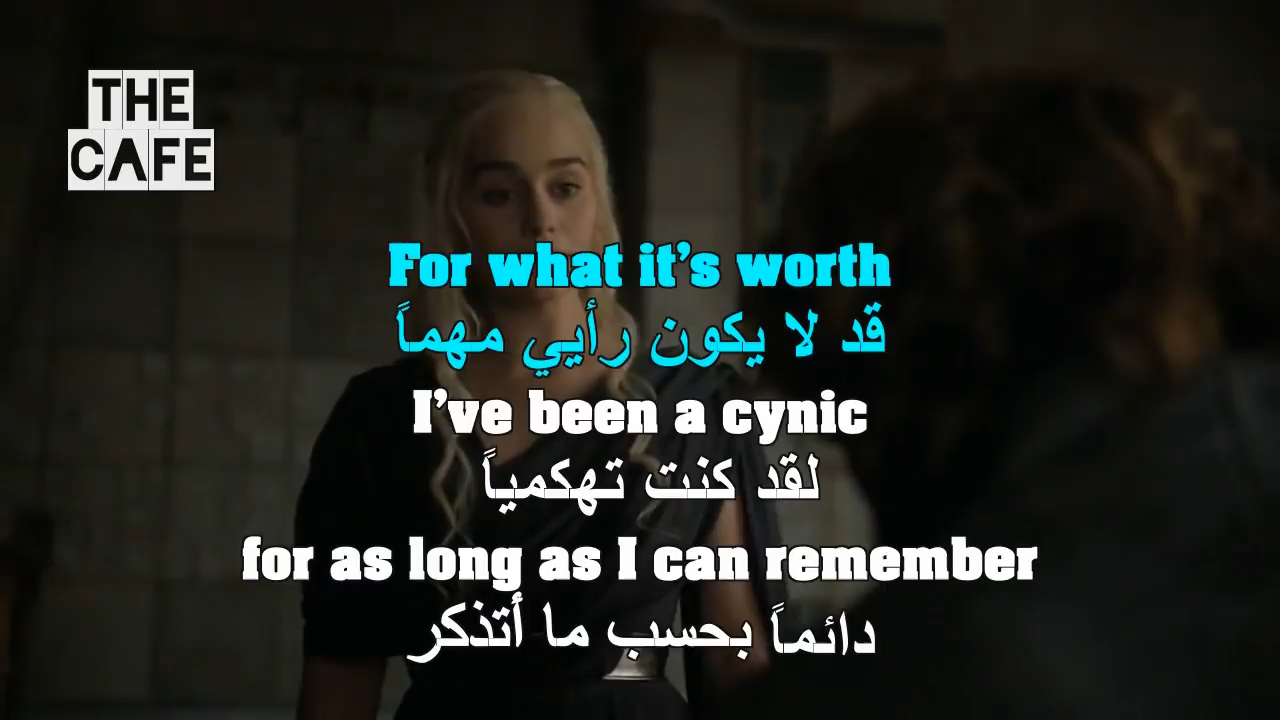 THE
CAFE
For what it's worth
قد لا يكون رأيي مهماً
I've been a cynic
لقد كنت تهكمياً
for as long as I can remember
دائماً بحسب ما أتذكر